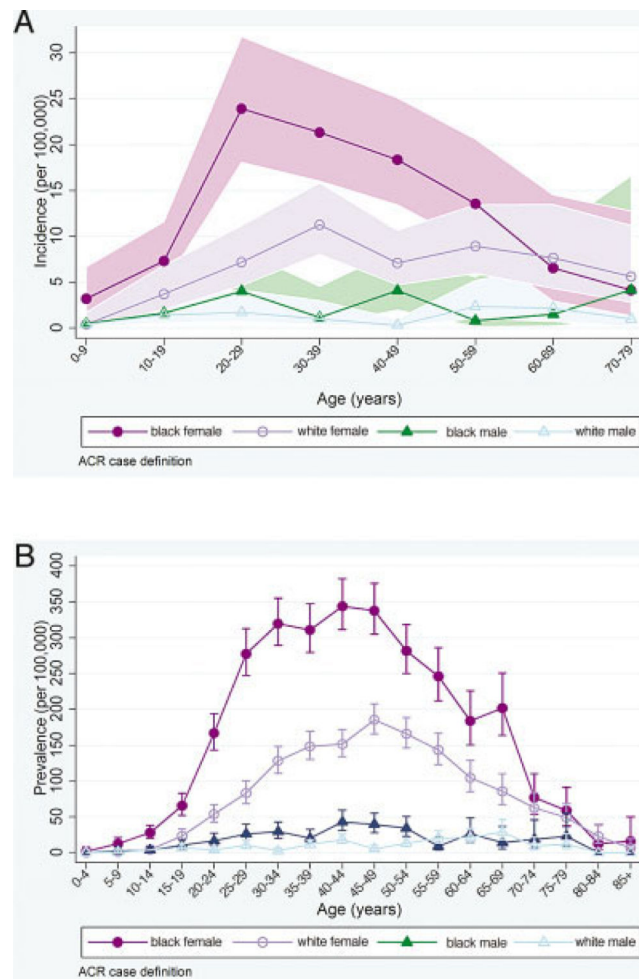 A
Incidence (per 100,000)
30
25
20
15
10
5
0
0-9 10-19 20-29 30-39 40-49 50-59 60-69 70-79
Age (years)
black female white female black male white male
ACR case definition
B
Prevalence (per 100,000)
400
350
300
250
200
150
100
50
0
0-4 5-9 10-14 15-19 20-24 25-29 30-34 35-39 40-44 45-49 50-54 55-59 60-64 65-69 70-74 75-79 80-84 85+
Age (years)
black female white female black male white male
ACR case definition